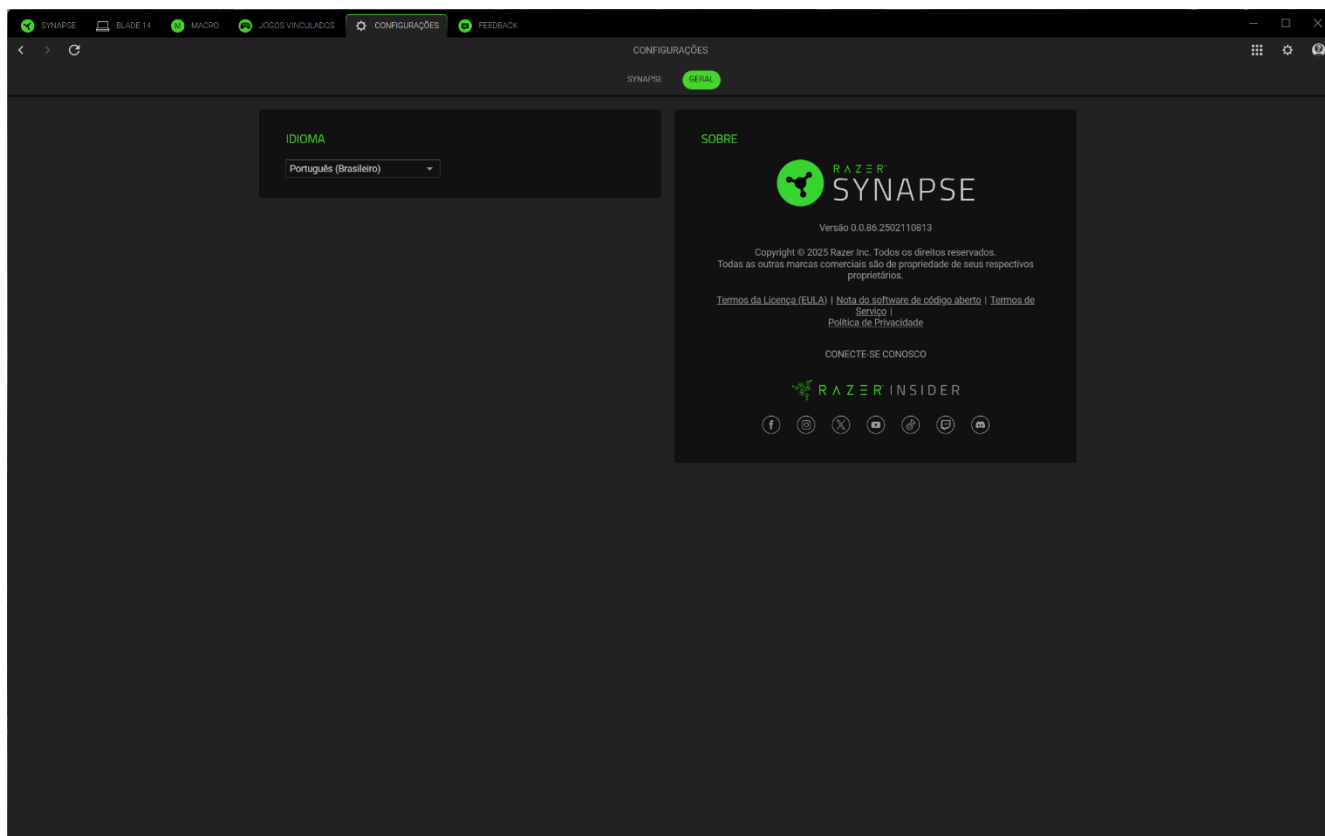 SYNAPSE
BLADE 14
M
MACRO
JOGOS VINCULADOS
CONFIGURAÇÕES
FEEDBACK
CONFIGURAÇÕES
SYNAPSE
GERAL
IDIOMA
Português (Brasileiro)
SOBRE
RAZER™
SYNAPSE
Versão 0.0.86.2502110813
Copyright © 2025 Razer Inc. Todos os direitos reservados.
Todas as outras marcas comerciais são de propriedade de seus respectivos
proprietários.
Termos da Licença (EULA) | Nota do software de código aberto | Termos de
Serviço |
Política de Privacidade
CONECTE-SE CONOSCO
RAZER INSIDER